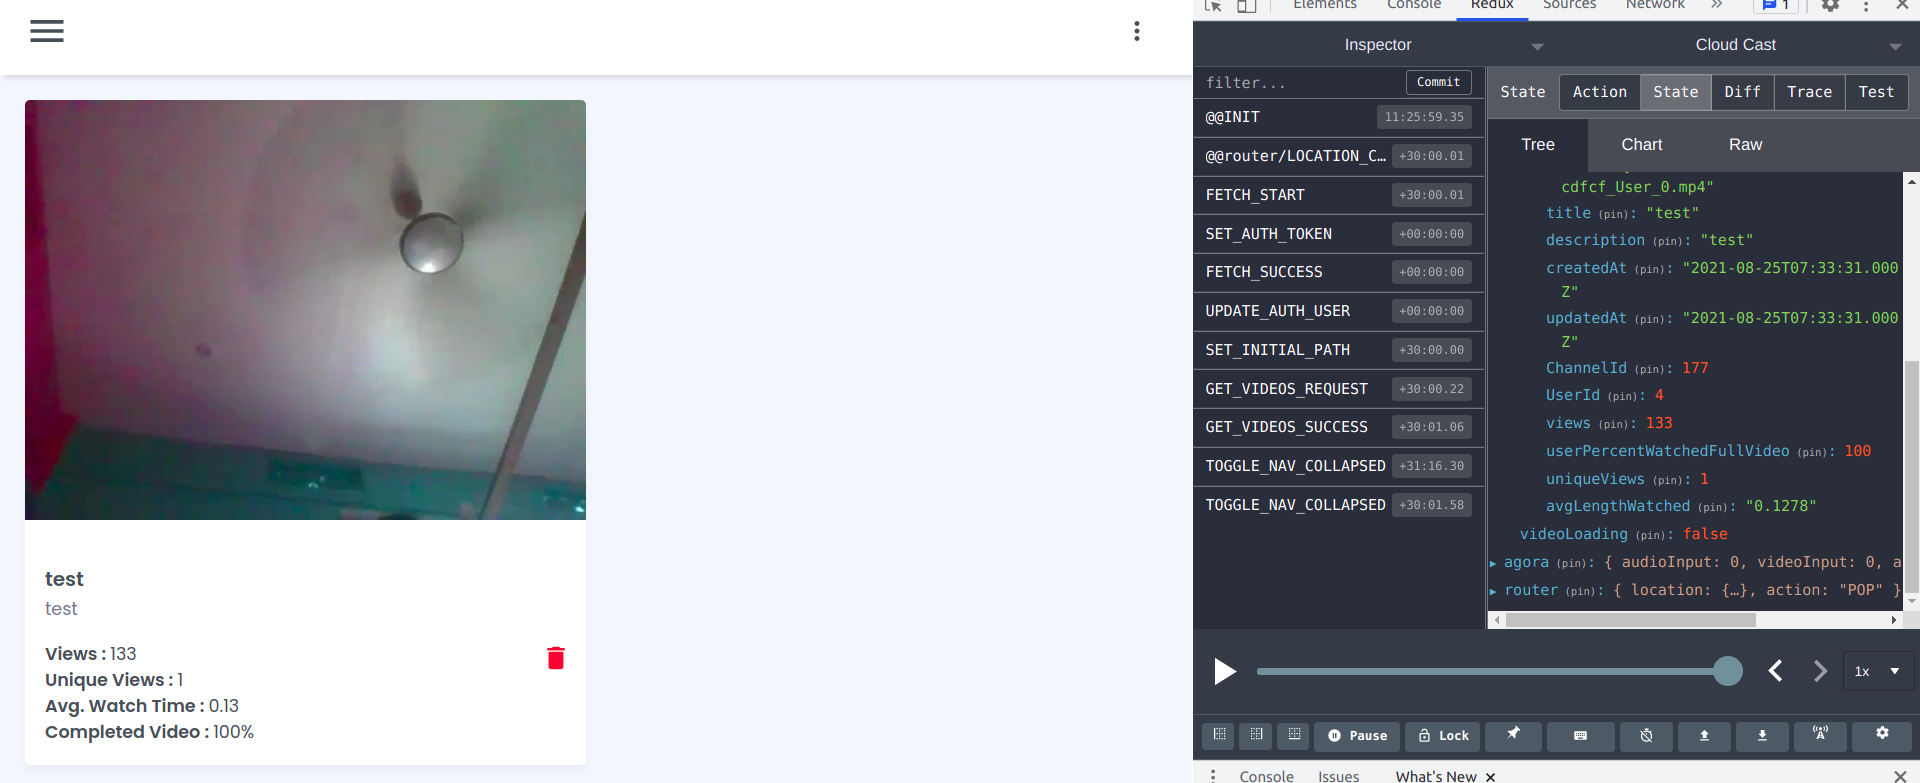 Elements Console Redux Sources Network » 1
Inspector Cloud Cast
filter... Commit
State Action State Diff Trace Test
Tree Chart Raw
@@INIT 11:25:59.35
@@router/LOCATION_C... +30:00.01
FETCH_START +30:00.01
SET_AUTH_TOKEN +00:00:00
FETCH_SUCCESS +00:00:00
UPDATE_AUTH_USER +00:00:00
SET_INITIAL_PATH +30:00.00
GET_VIDEOS_REQUEST +30:00.22
GET_VIDEOS_SUCCESS +30:01.06
TOGGLE_NAV_COLLAPSED +31:16.30
TOGGLE_NAV_COLLAPSED +30:01.58
cdfcf_User_0.mp4"
title (pin): "test"
description (pin): "test"
createdAt (pin): "2021-08-25T07:33:31.000
Z"
updatedAt (pin): "2021-08-25T07:33:31.000
Z"
ChannelId (pin): 177
UserId (pin): 4
views (pin): 133
userPercentWatchedFullVideo (pin): 100
uniqueViews (pin): 1
avgLengthWatched (pin): "0.1278"
videoLoading (pin): false
agora (pin): { audioInput: 0, videoInput: 0, a
router (pin): { location: {…}, action: "POP" }
test
test
Views : 133
Unique Views : 1
Avg. Watch Time : 0.13
Completed Video : 100%
1x
Pause Lock
Console Issues What's New